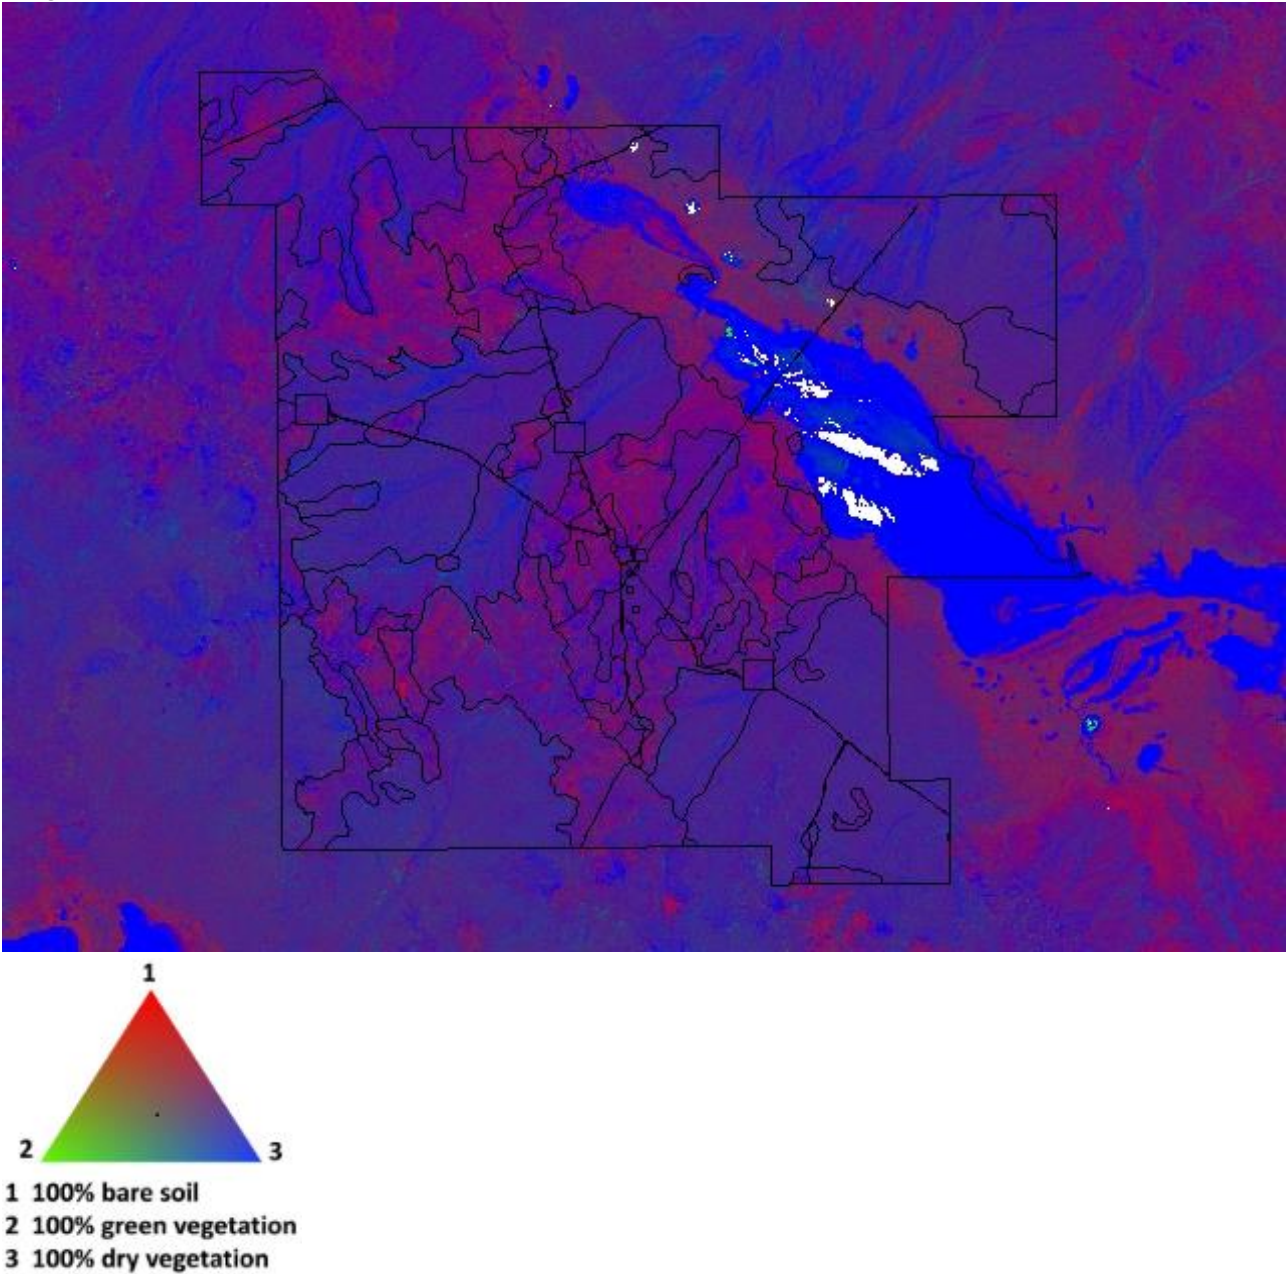 1
2
3
1 100% bare soil
2 100% green vegetation
3 100% dry vegetation